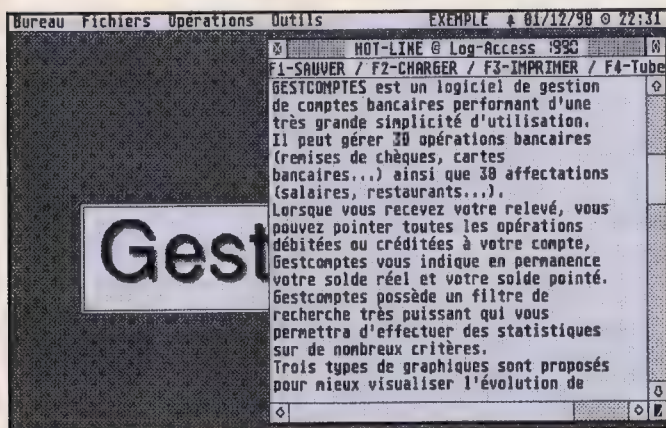 Bureau Fichiers Opérations Outils EXEMPLE 01/12/90 22:31
HOT-LINE @ Log-Access 1990
F1-SAUVER / F2-CHARGER / F3-IMPRIMER / F4-Tube
GESTCOMPTES est un logiciel de gestion
de comptes bancaires performant d'une
très grande simplicité d'utilisation.
Il peut gérer 30 opérations bancaires
(remises de chèques, cartes
bancaires...) ainsi que 30 affectations
(salaires, restaurants...).
Lorsque vous recevez votre relevé, vous
pouvez pointer toutes les opérations
débitées ou créditées à votre compte,
Gestcomptes vous indique en permanence
votre solde réel et votre solde pointé.
Gestcomptes possède un filtre de
recherche très puissant qui vous
permettra d'effectuer des statistiques
sur de nombreux critères.
Trois types de graphiques sont proposés
pour mieux visualiser l'évolution de
Gest